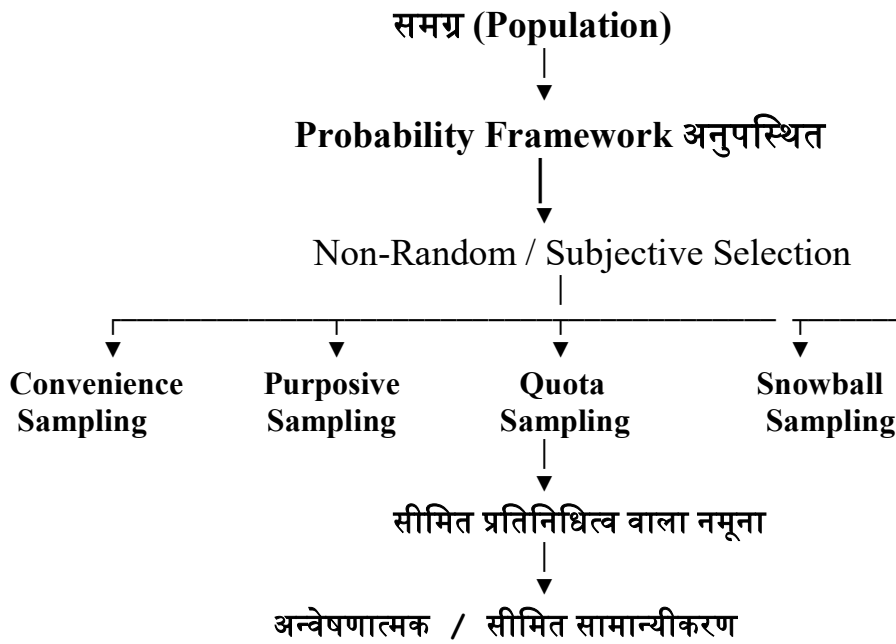 समग्र (Population)
Probability Framework अनुपस्थित
Non-Random / Subjective Selection
Convenience Purposive Quota Snowball
Sampling Sampling Sampling Sampling
सीमित प्रतिनिधित्व वाला नमूना
अन्वेषणात्मक / सीमित सामान्यीकरण